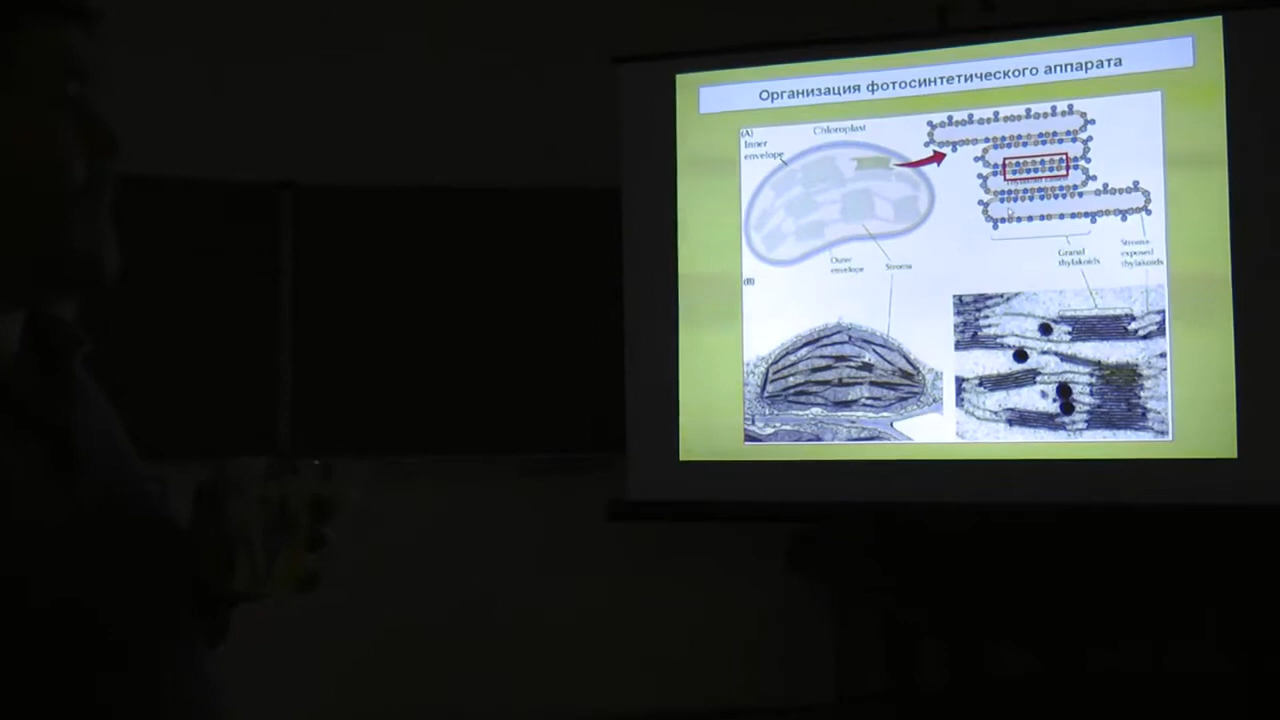 Организация фотосинтетического аппарата
(A)
Chloroplast
Inner
envelope
Outer
envelope
Stroma
Granal
thylakoids
Stroma-
exposed
thylakoids
(B)